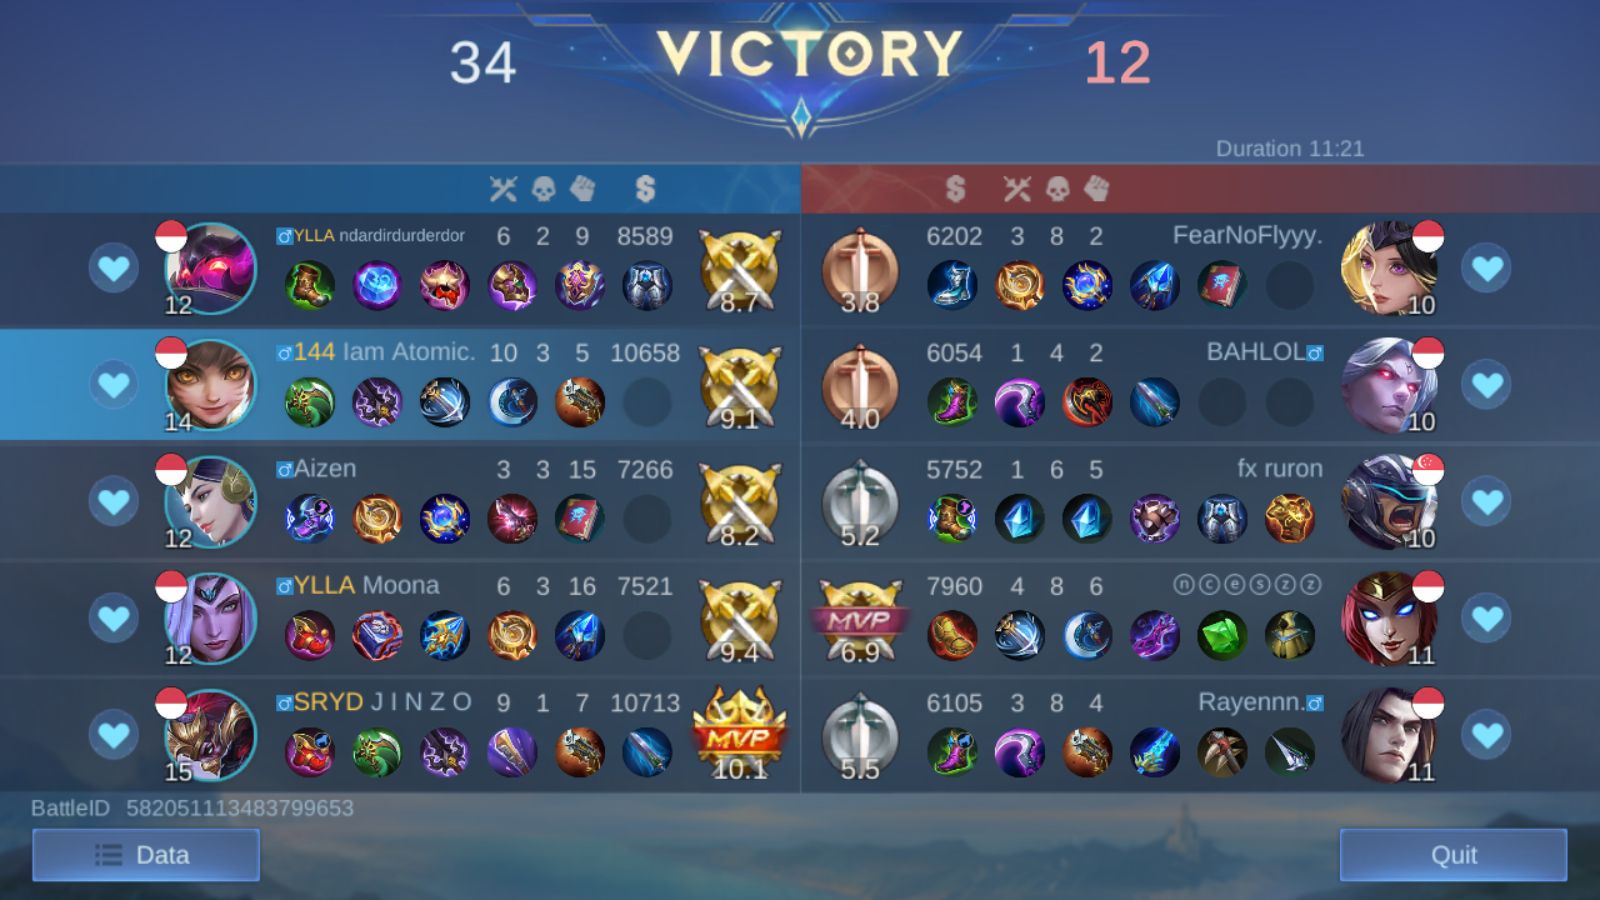 34 VICTORY 12
Duration 11:21
YLLA ndardirdurderdor 6 2 9 8589
12 8.7
6202 3 8 2 FearNoFlyyy.
3.8 10
144 Iam Atomic. 10 3 5 10658
14 9.1
6054 1 4 2 BAHLOL
4.0 10
Aizen 3 3 15 7266
12 8.2
5752 1 6 5 fx ruron
5.2 10
YLLA Moona 6 3 16 7521
12 9.4
7960 4 8 6 ⓝⓒⓔⓢⓩⓩ
MVP
6.9 11
SRYD J I N Z O 9 1 7 10713
MVP
15 10.1
6105 3 8 4 Rayennn.
5.5 11
BattleID 582051113483799653
Data
Quit